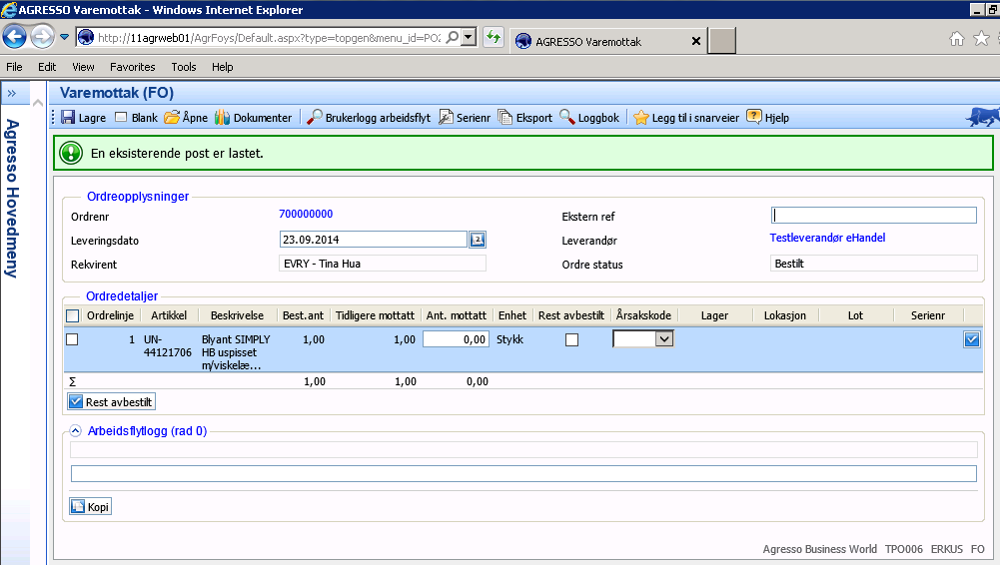 AGRESSO Varemottak - Windows Internet Explorer
http://11agrweb01/AgrFoys/Default.aspx?type=topgen&menu_id=PO2
AGRESSO Varemottak
File Edit View Favorites Tools Help
Varemottak (FO)
Lagre Blank Åpne Dokumenter Brukerlogg arbeidsflyt Serienr Eksport Loggbok Legg til i snarveier Hjelp
Agresso Hovedmeny
En eksisterende post er lastet.
Ordreopplysninger
Ordrenr 700000000 Ekstern ref
Leveringsdato 23.09.2014 Leverandør Testleverandør eHandel
Rekvirent EVRY - Tina Hua Ordre status Bestilt
Ordredetaljer
Ordrelinje Artikkel Beskrivelse Best.ant Tidligere mottatt Ant. mottatt Enhet Rest avbestilt Årsakskode Lager Lokasjon Lot Serienr
1 UN- Blyant SIMPLY 1,00 1,00 0,00 Stykk
44121706 HB uspisset
m/viskelæ...
Σ 1,00 1,00 0,00
Rest avbestilt
Arbeidsflytlogg (rad 0)
Kopi
Agresso Business World TPO006 ERKUS FO